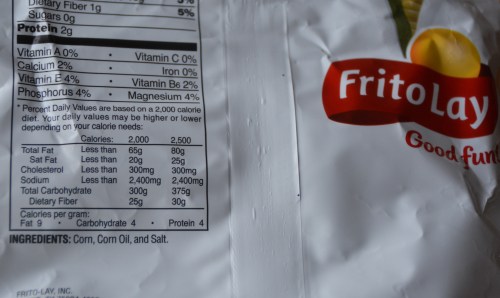 Dietary Fiber 1g 5%
Sugars 0g
Protein 2g
Vitamin A 0% • Vitamin C 0%
Calcium 2% • Iron 0%
Vitamin E 4% • Vitamin B6 2%
Phosphorus 4% • Magnesium 4%
* Percent Daily Values are based on a 2,000 calorie
diet. Your daily values may be higher or lower
depending on your calorie needs:
Calories: 2,000 2,500
Total Fat Less than 65g 80g
Sat Fat Less than 20g 25g
Cholesterol Less than 300mg 300mg
Sodium Less than 2,400mg 2,400mg
Total Carbohydrate 300g 375g
Dietary Fiber 25g 30g
Calories per gram:
Fat 9 • Carbohydrate 4 • Protein 4
INGREDIENTS: Corn, Corn Oil, and Salt.
FRITO-LAY, INC.
FritoLay
Good fun